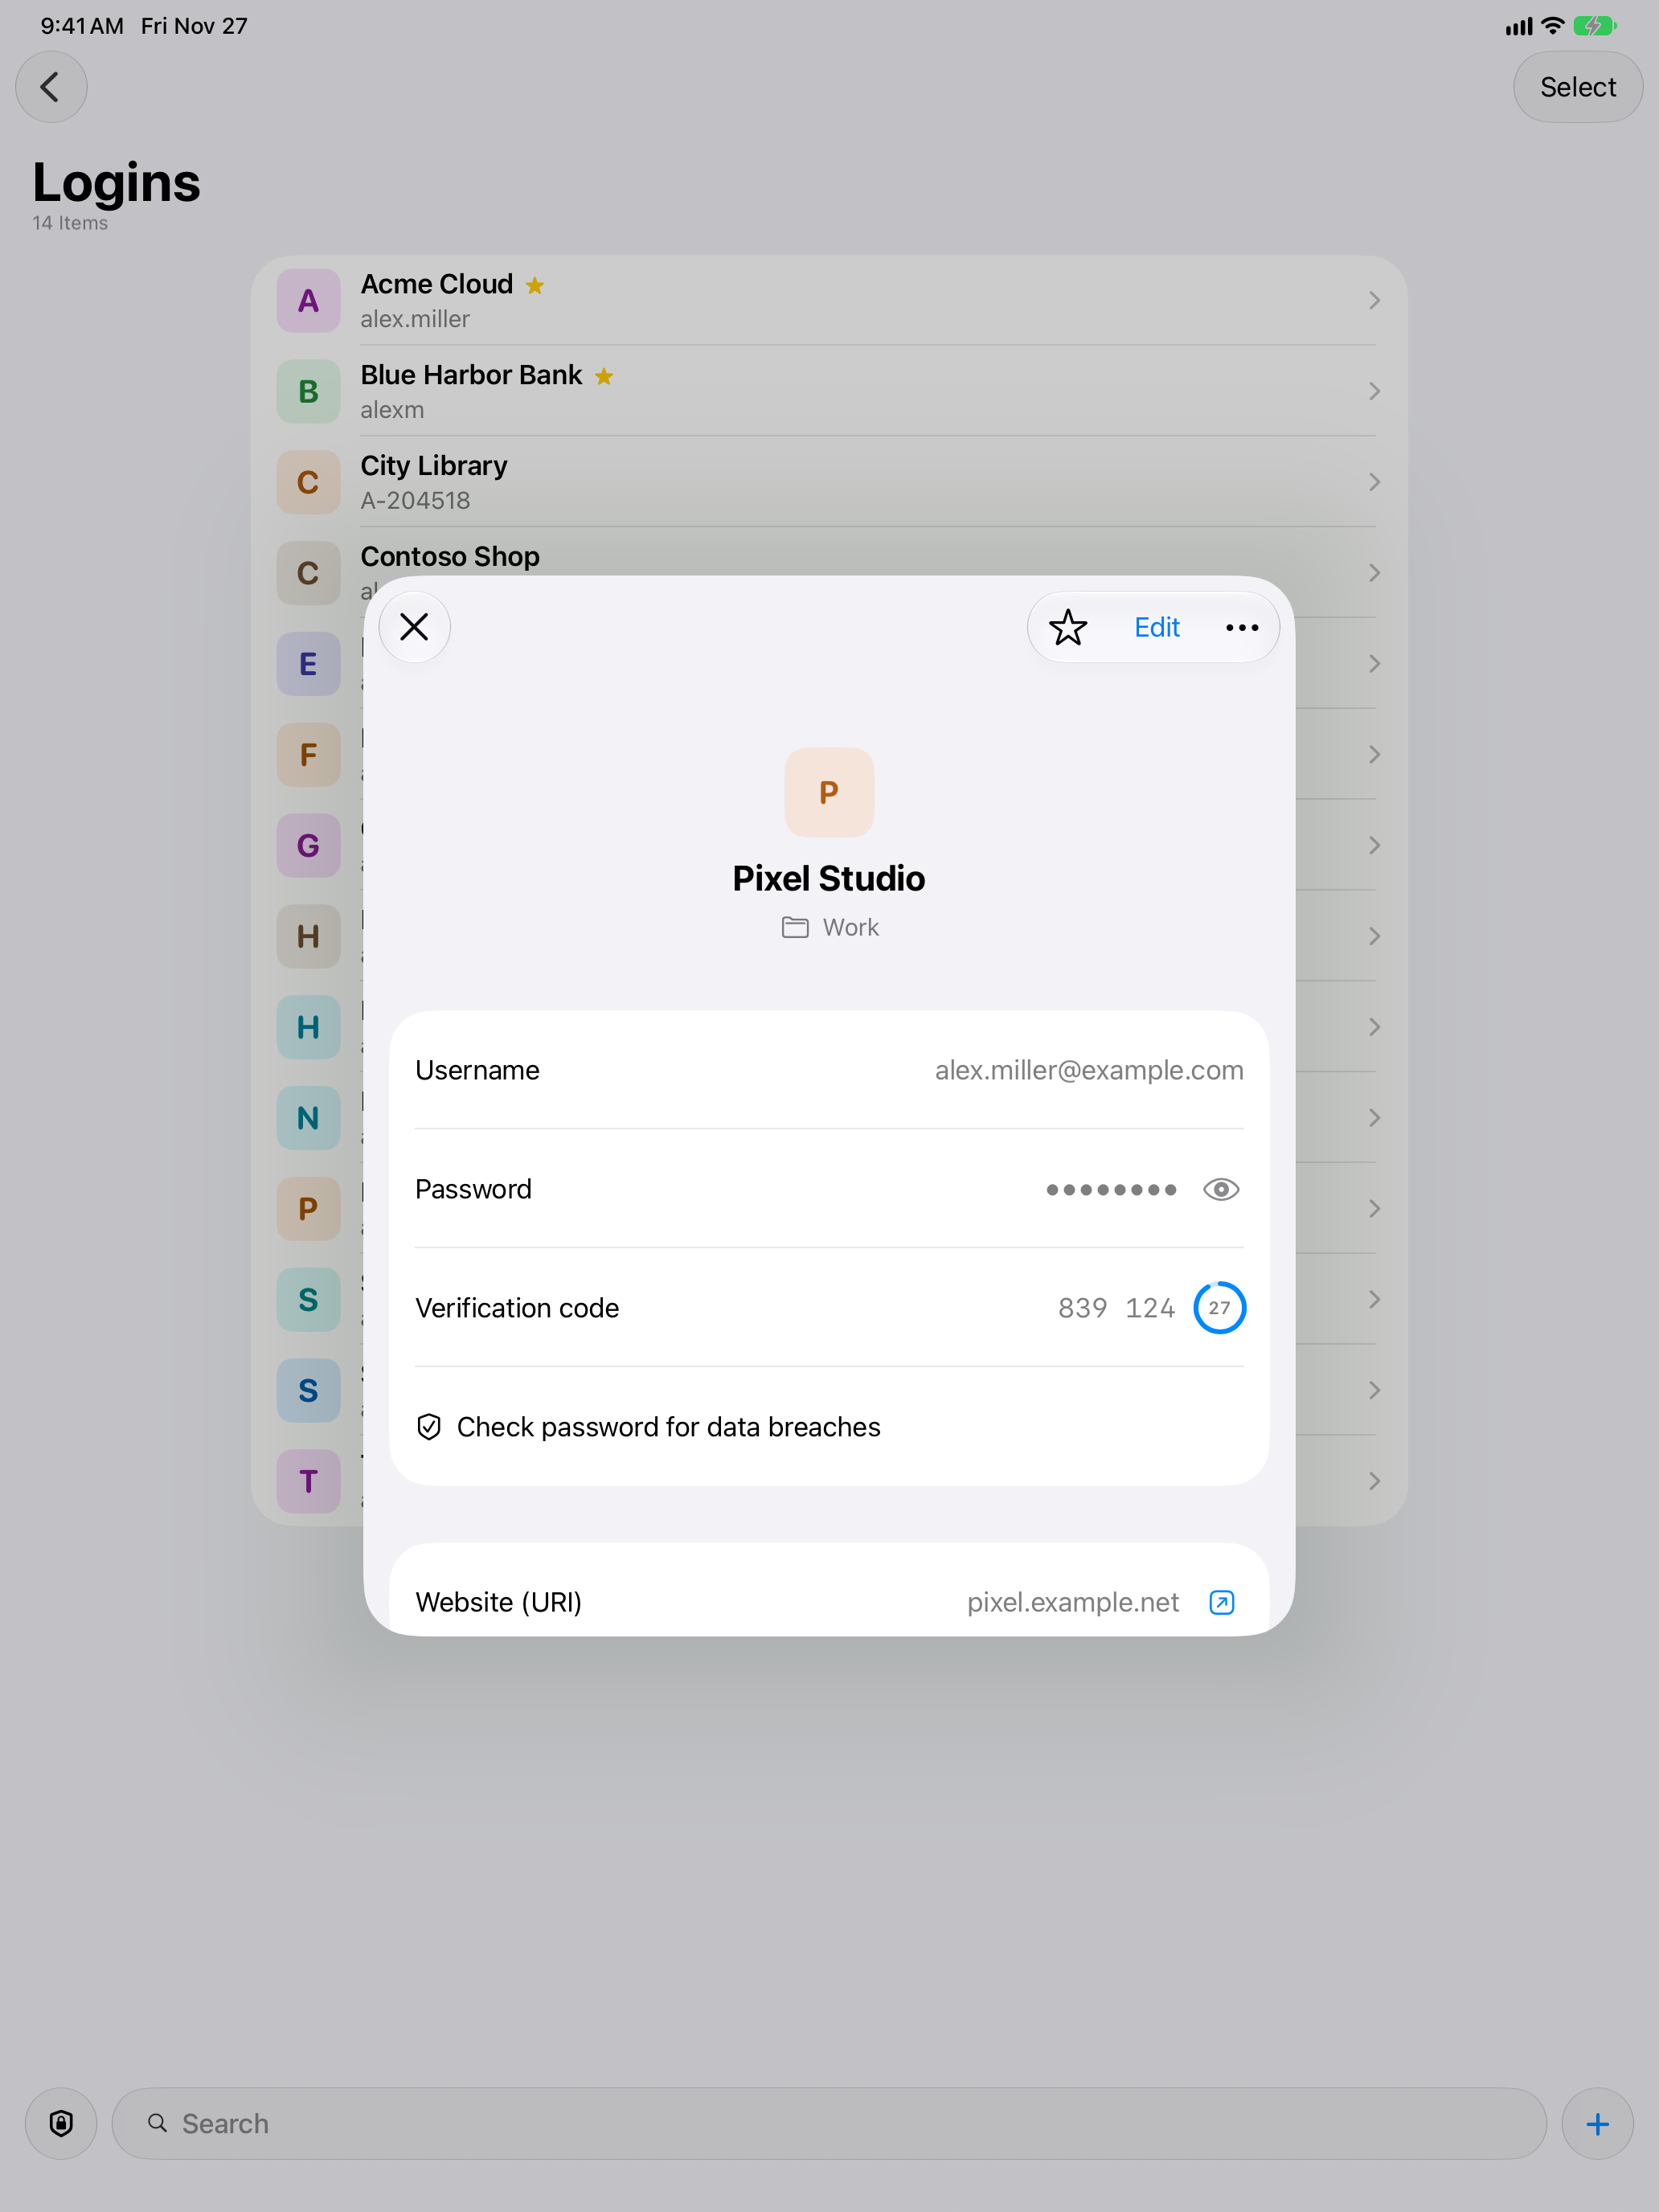 9:41 AM Fri Nov 27
Select
Logins
14 Items
A
Acme Cloud
alex.miller
B
Blue Harbor Bank
alexm
C
City Library
A-204518
C
Contoso Shop
E
F
G
H
H
N
P
S
S
T
Edit
P
Pixel Studio
Work
Username alex.miller@example.com
Password
Verification code 839 124 27
Check password for data breaches
Website (URI) pixel.example.net
Search